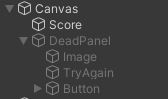 Canvas
Score
DeadPanel
Image
TryAgain
Button